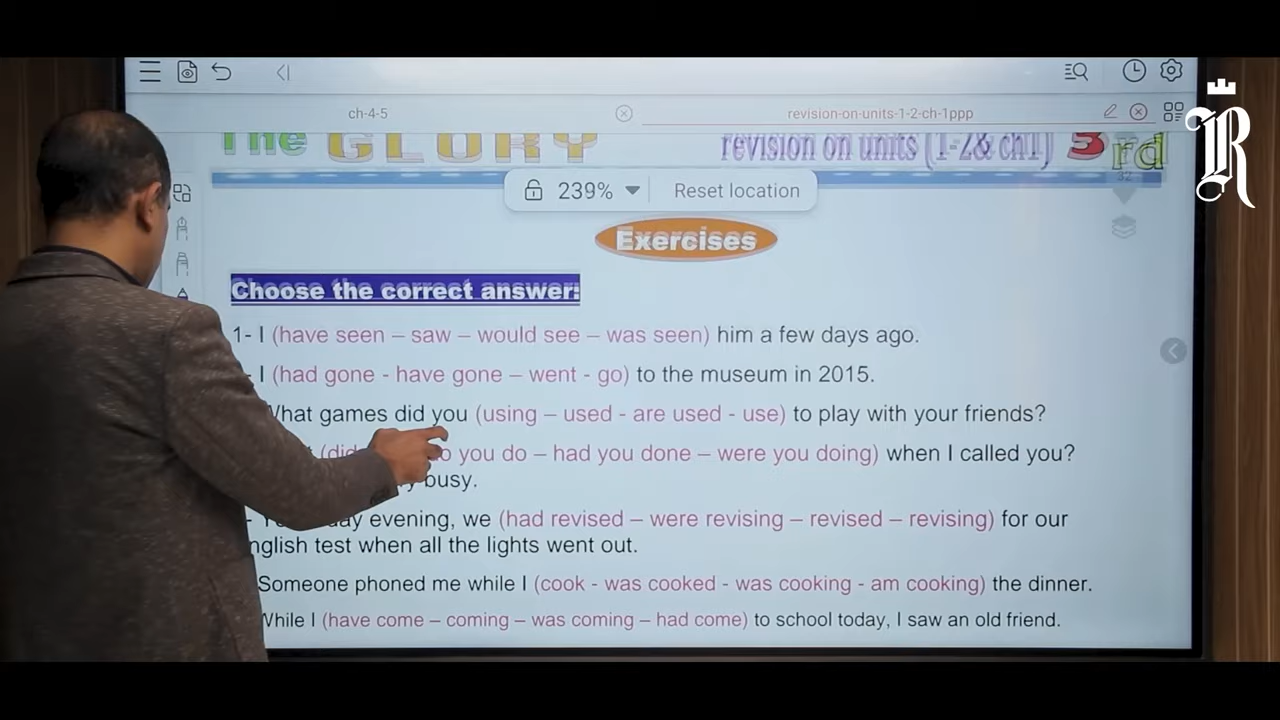 ch-4-5
revision-on-units-1-2-ch-1ppp
The GLORY
revision on units (1-2& ch1) 3rd
32
239%
Reset location
R
Exercises
Choose the correct answer:
1- I (have seen – saw – would see – was seen) him a few days ago.
- I (had gone - have gone – went - go) to the museum in 2015.
What games did you (using – used - are used - use) to play with your friends?
(did you do – had you done – were you doing) when I called you?
busy.
evening, we (had revised – were revising – revised – revising) for our
English test when all the lights went out.
Someone phoned me while I (cook - was cooked - was cooking - am cooking) the dinner.
While I (have come – coming – was coming – had come) to school today, I saw an old friend.